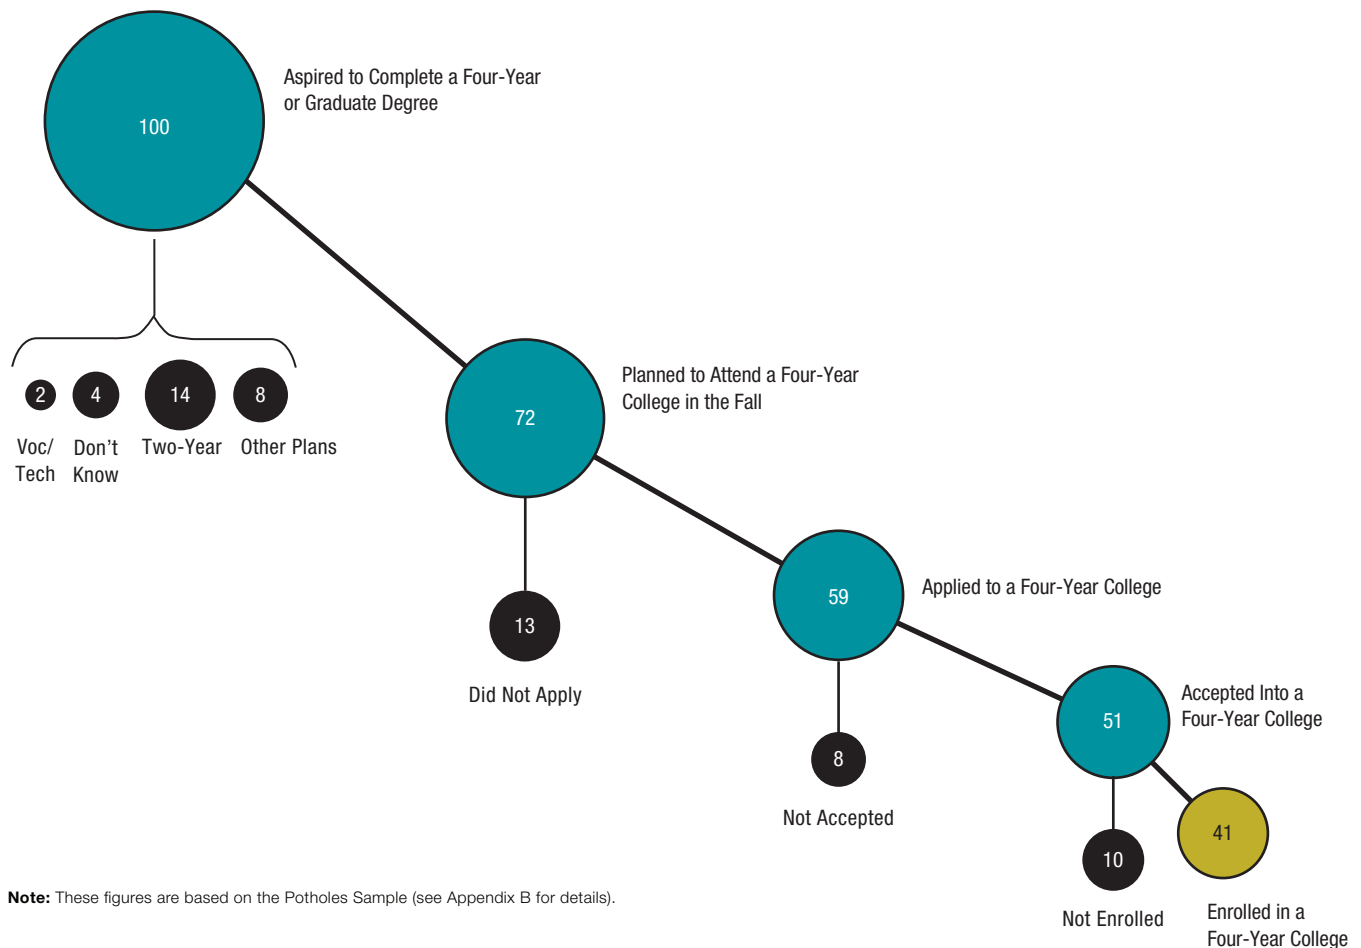 Aspired to Complete a Four-Year
or Graduate Degree
100
2
4
14
8
Voc/
Tech
Don't
Know
Two-Year
Other Plans
Planned to Attend a Four-Year
College in the Fall
72
13
Did Not Apply
59
Applied to a Four-Year College
8
Not Accepted
Accepted Into a
Four-Year College
51
41
10
Not Enrolled
Enrolled in a
Four-Year College
Note: These figures are based on the Potholes Sample (see Appendix B for details).